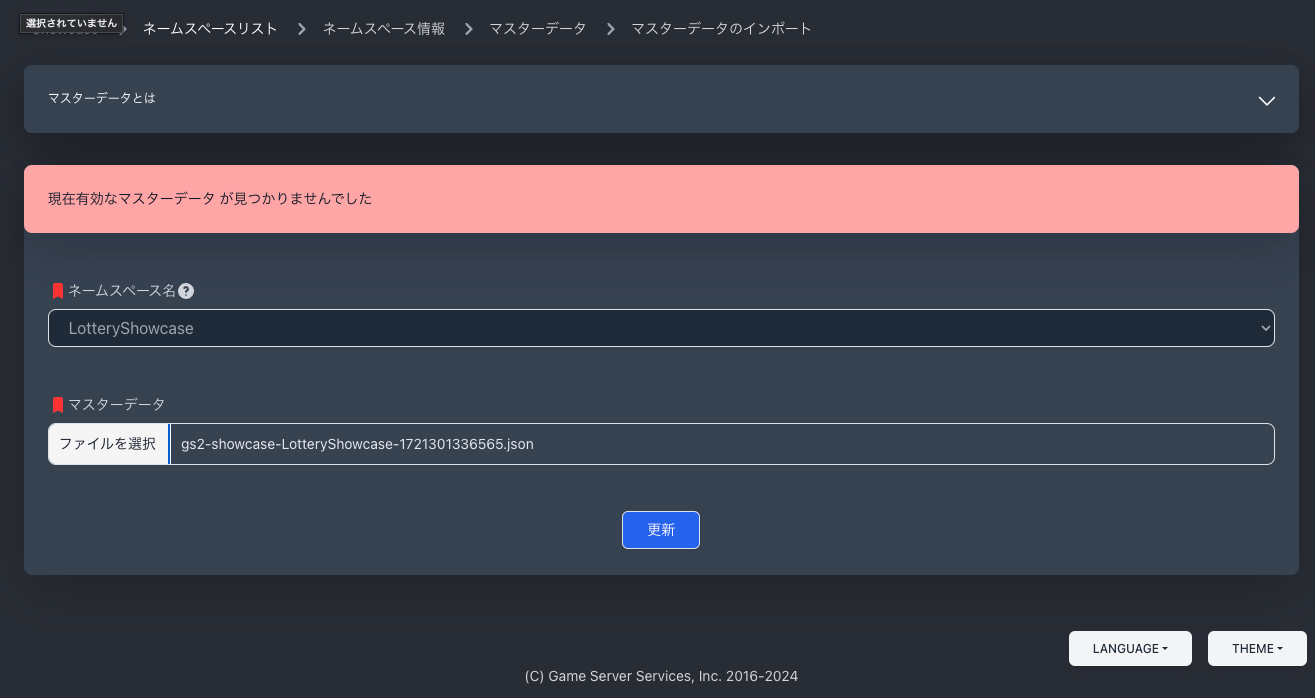 選択されていません
ネームスペースリスト
ネームスペース情報
マスターデータ
マスターデータのインポート
マスターデータとは
現在有効なマスターデータ が見つかりませんでした
ネームスペース名 ?
LotteryShowcase
マスターデータ
ファイルを選択 gs2-showcase-LotteryShowcase-1721301336565.json
更新
LANGUAGE THEME
(C) Game Server Services, Inc. 2016-2024